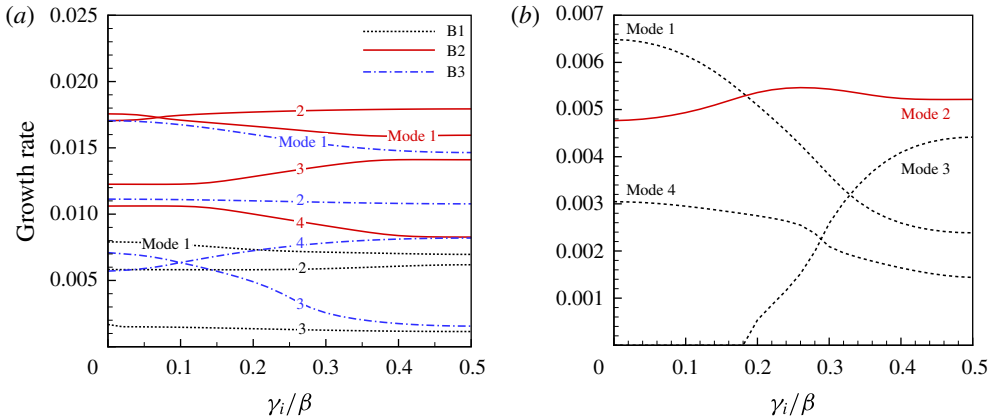 (a)
0.025
0.020
0.015
0.010
0.005
0
0.1
0.2
0.3
0.4
0.5
Growth rate
γi/β
B1
B2
B3
2
Mode 1
Mode 1
3
2
4
Mode 1
4
2
3
3
(b)
0.007
0.006
0.005
0.004
0.003
0.002
0.001
0
0.1
0.2
0.3
0.4
0.5
γi/β
Mode 1
Mode 2
Mode 3
Mode 4